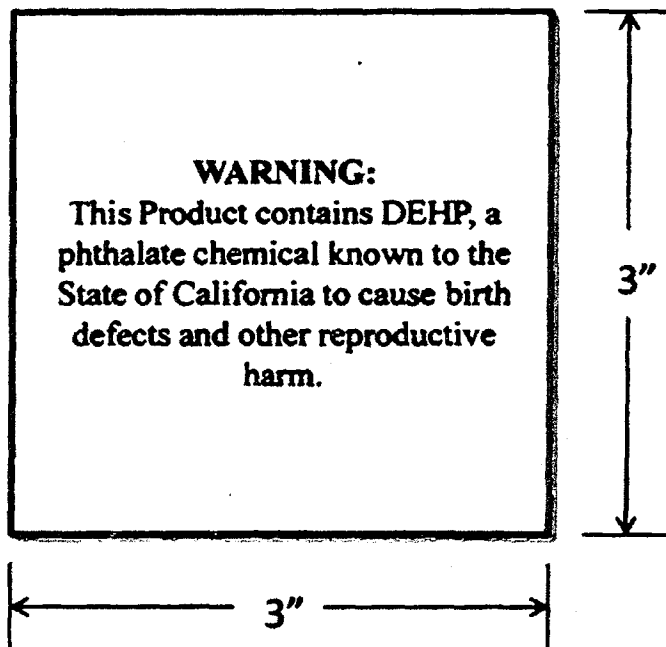 WARNING:
This Product contains DEHP, a
phthalate chemical known to the
State of California to cause birth
defects and other reproductive
harm.
3"
3"